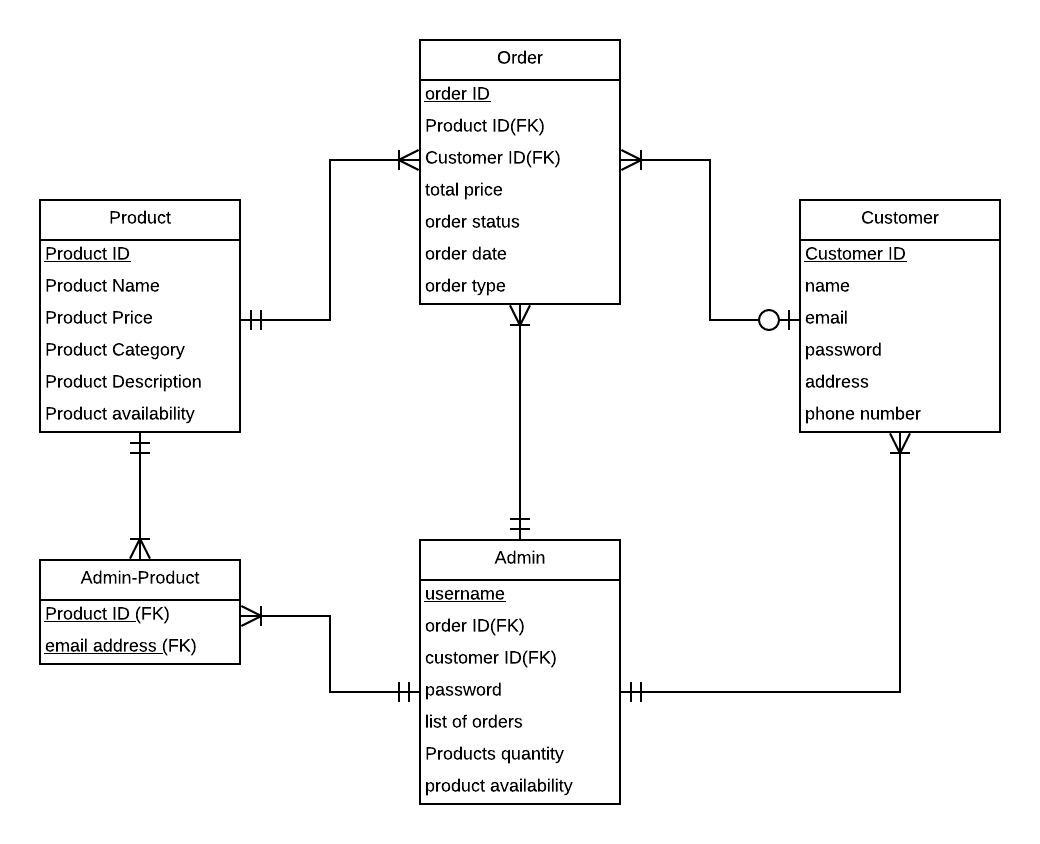 Order
order ID
Product ID(FK)
Customer ID(FK)
total price
order status
order date
order type
Product
Product ID
Product Name
Product Price
Product Category
Product Description
Product availability
Customer
Customer ID
name
email
password
address
phone number
Admin-Product
Product ID (FK)
email address (FK)
Admin
username
order ID(FK)
customer ID(FK)
password
list of orders
Products quantity
product availability